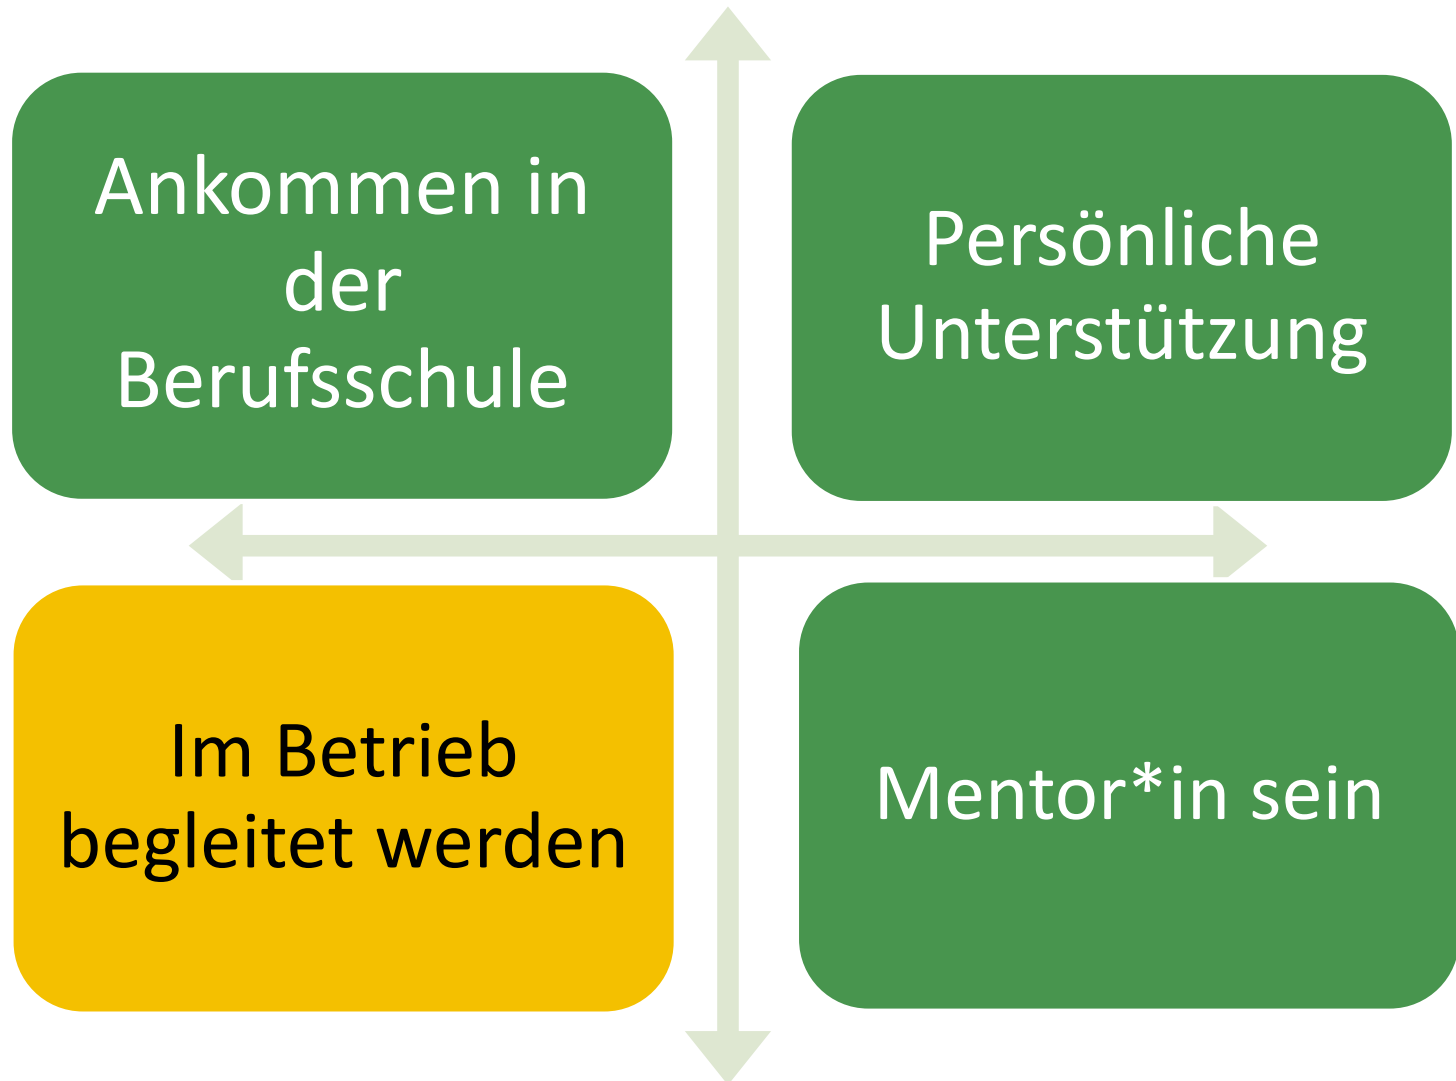 Ankommen in
der
Berufsschule
Persönliche
Unterstützung
Im Betrieb
begleitet werden
Mentor*in sein